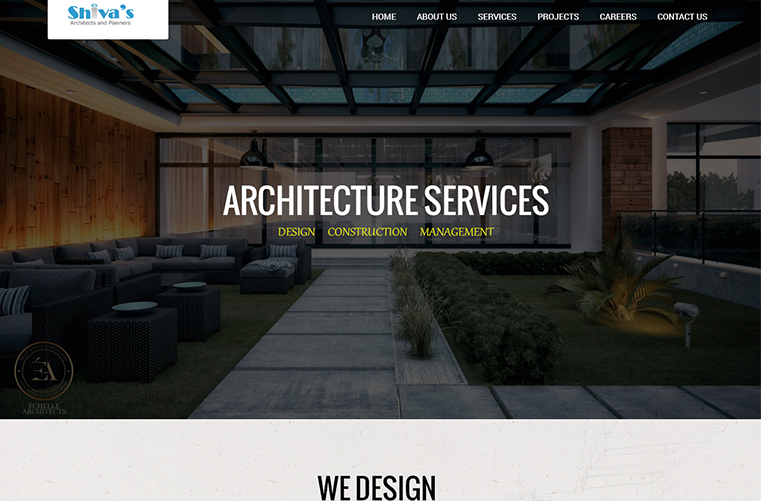 Shiva's
Architects and Planners
HOME ABOUT US SERVICES PROJECTS CAREERS CONTACT US
ARCHITECTURE SERVICES
DESIGN CONSTRUCTION MANAGEMENT
ÉA
ÉCHELLE
ARCHITECTS
WE DESIGN